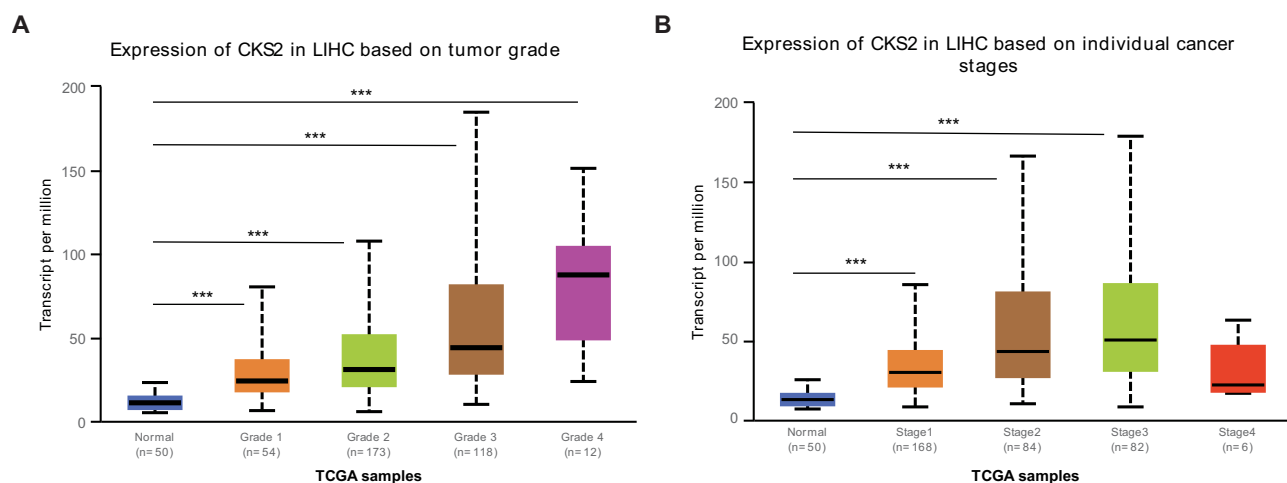 A
Expression of CKS2 in LIHC based on tumor grade
Transcript per million
200
150
100
50
0
***
***
***
***
Normal
(n=50)
Grade 1
(n=54)
Grade 2
(n=173)
Grade 3
(n=118)
Grade 4
(n=12)
TCGA samples
B
Expression of CKS2 in LIHC based on individual cancer
stages
Transcript per million
200
150
100
50
0
***
***
***
Normal
(n=50)
Stage1
(n=168)
Stage2
(n=84)
Stage3
(n=82)
Stage4
(n=6)
TCGA samples